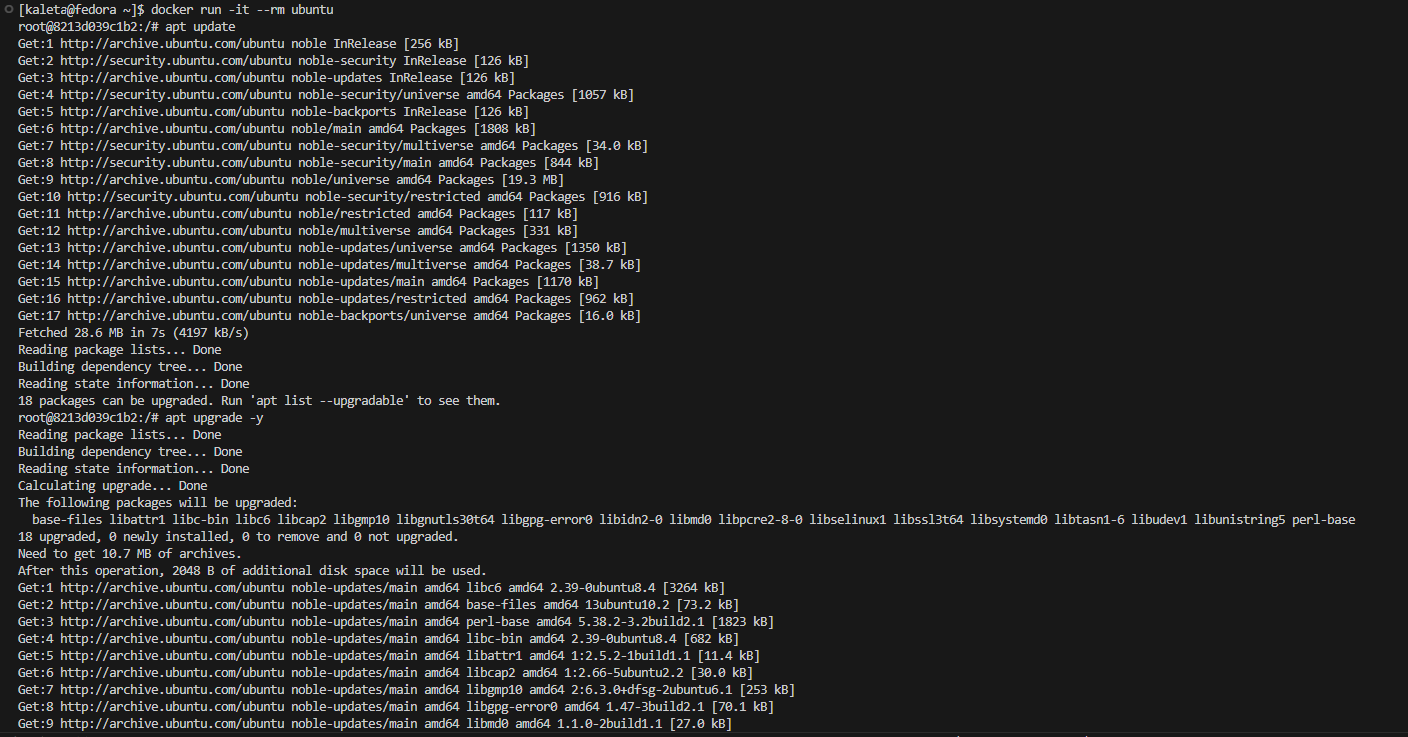 [kaleta@fedora ~]$ docker run -it --rm ubuntu
root@8213d039c1b2:/# apt update
Get:1 http://archive.ubuntu.com/ubuntu noble InRelease [256 kB]
Get:2 http://security.ubuntu.com/ubuntu noble-security InRelease [126 kB]
Get:3 http://archive.ubuntu.com/ubuntu noble-updates InRelease [126 kB]
Get:4 http://security.ubuntu.com/ubuntu noble-security/universe amd64 Packages [1057 kB]
Get:5 http://archive.ubuntu.com/ubuntu noble-backports InRelease [126 kB]
Get:6 http://archive.ubuntu.com/ubuntu noble/main amd64 Packages [1808 kB]
Get:7 http://security.ubuntu.com/ubuntu noble-security/multiverse amd64 Packages [34.0 kB]
Get:8 http://security.ubuntu.com/ubuntu noble-security/main amd64 Packages [844 kB]
Get:9 http://archive.ubuntu.com/ubuntu noble/universe amd64 Packages [19.3 MB]
Get:10 http://security.ubuntu.com/ubuntu noble-security/restricted amd64 Packages [916 kB]
Get:11 http://archive.ubuntu.com/ubuntu noble/restricted amd64 Packages [117 kB]
Get:12 http://archive.ubuntu.com/ubuntu noble/multiverse amd64 Packages [331 kB]
Get:13 http://archive.ubuntu.com/ubuntu noble-updates/universe amd64 Packages [1350 kB]
Get:14 http://archive.ubuntu.com/ubuntu noble-updates/multiverse amd64 Packages [38.7 kB]
Get:15 http://archive.ubuntu.com/ubuntu noble-updates/main amd64 Packages [1170 kB]
Get:16 http://archive.ubuntu.com/ubuntu noble-updates/restricted amd64 Packages [962 kB]
Get:17 http://archive.ubuntu.com/ubuntu noble-backports/universe amd64 Packages [16.0 kB]
Fetched 28.6 MB in 7s (4197 kB/s)
Reading package lists... Done
Building dependency tree... Done
Reading state information... Done
18 packages can be upgraded. Run 'apt list --upgradable' to see them.
root@8213d039c1b2:/# apt upgrade -y
Reading package lists... Done
Building dependency tree... Done
Reading state information... Done
Calculating upgrade... Done
The following packages will be upgraded:
base-files libattr1 libc-bin libc6 libcap2 libgmp10 libgnutls30t64 libgpg-error0 libidn2-0 libmd0 libpcre2-8-0 libselinux1 libssl3t64 libsystemd0 libtasn1-6 libudev1 libunistring5 perl-base
18 upgraded, 0 newly installed, 0 to remove and 0 not upgraded.
Need to get 10.7 MB of archives.
After this operation, 2048 B of additional disk space will be used.
Get:1 http://archive.ubuntu.com/ubuntu noble-updates/main amd64 libc6 amd64 2.39-0ubuntu8.4 [3264 kB]
Get:2 http://archive.ubuntu.com/ubuntu noble-updates/main amd64 base-files amd64 13ubuntu10.2 [73.2 kB]
Get:3 http://archive.ubuntu.com/ubuntu noble-updates/main amd64 perl-base amd64 5.38.2-3.2build2.1 [1823 kB]
Get:4 http://archive.ubuntu.com/ubuntu noble-updates/main amd64 libc-bin amd64 2.39-0ubuntu8.4 [682 kB]
Get:5 http://archive.ubuntu.com/ubuntu noble-updates/main amd64 libattr1 amd64 1:2.5.2-1build1.1 [11.4 kB]
Get:6 http://archive.ubuntu.com/ubuntu noble-updates/main amd64 libcap2 amd64 1:2.66-5ubuntu2.2 [30.0 kB]
Get:7 http://archive.ubuntu.com/ubuntu noble-updates/main amd64 libgmp10 amd64 2:6.3.0+dfsg-2ubuntu6.1 [253 kB]
Get:8 http://archive.ubuntu.com/ubuntu noble-updates/main amd64 libgpg-error0 amd64 1.47-3build2.1 [70.1 kB]
Get:9 http://archive.ubuntu.com/ubuntu noble-updates/main amd64 libmd0 amd64 1.1.0-2build1.1 [27.0 kB]